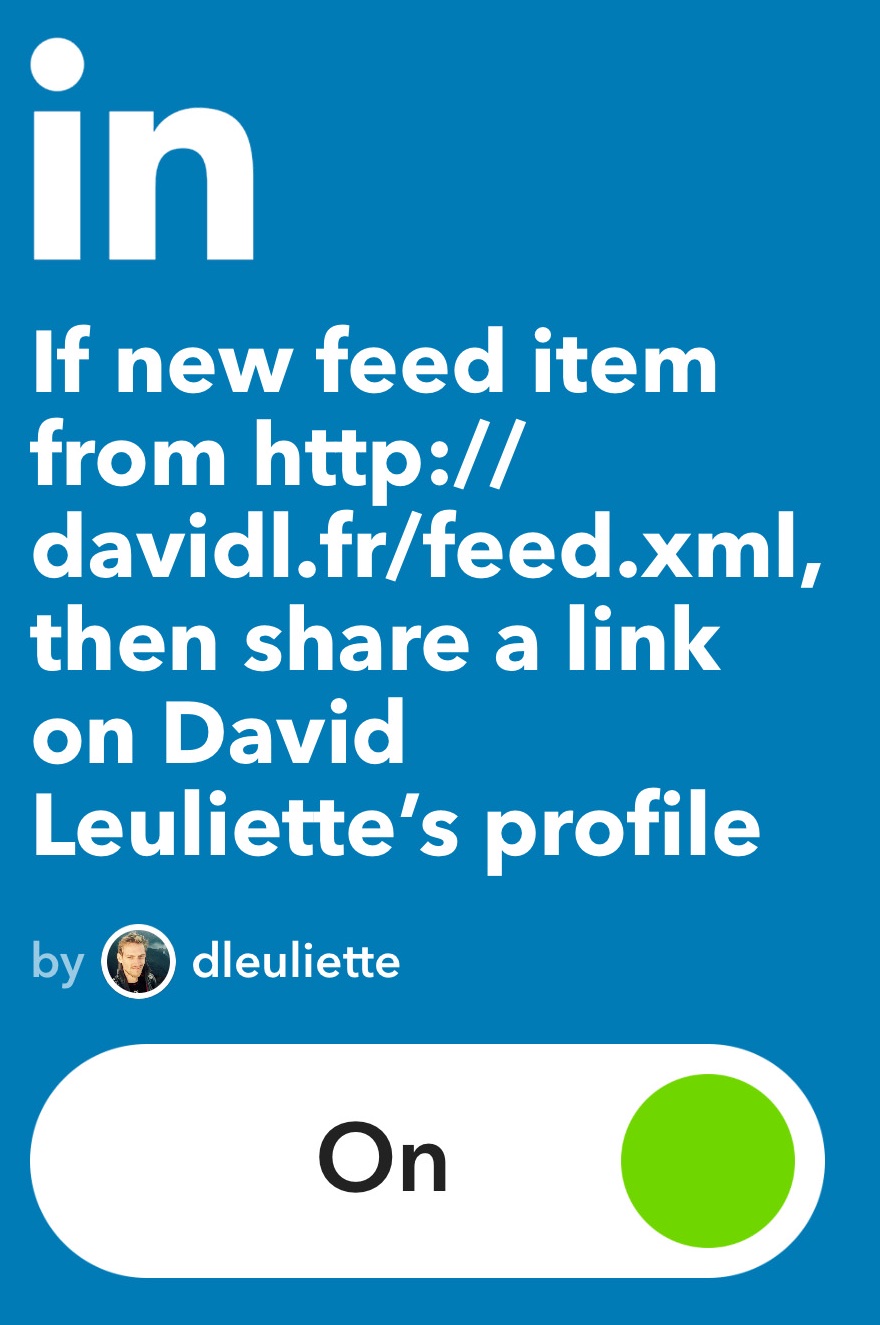 in
If new feed item
from http://
davidl.fr/feed.xml,
then share a link
on David
Leuliette’s profile
by dleuliette
On